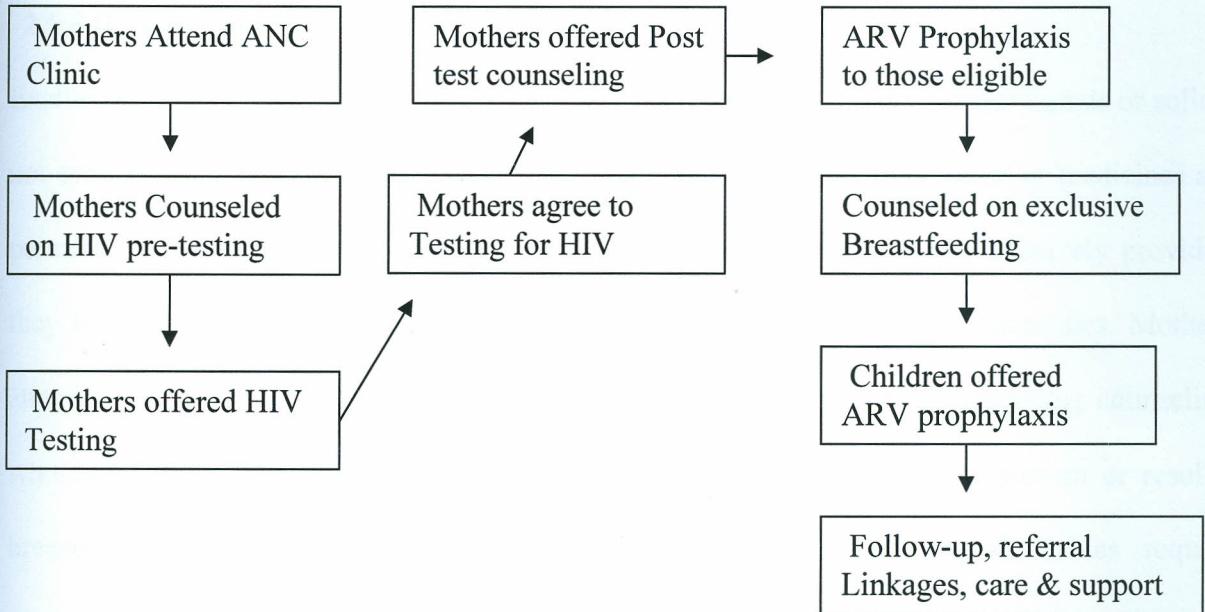 Mothers Attend ANC
Clinic
Mothers Counseled
on HIV pre-testing
Mothers offered HIV
Testing
Mothers agree to
Testing for HIV
Mothers offered Post
test counseling
ARV Prophylaxis
to those eligible
Counseled on exclusive
Breastfeeding
Children offered
ARV prophylaxis
Follow-up, referral
Linkages, care & support